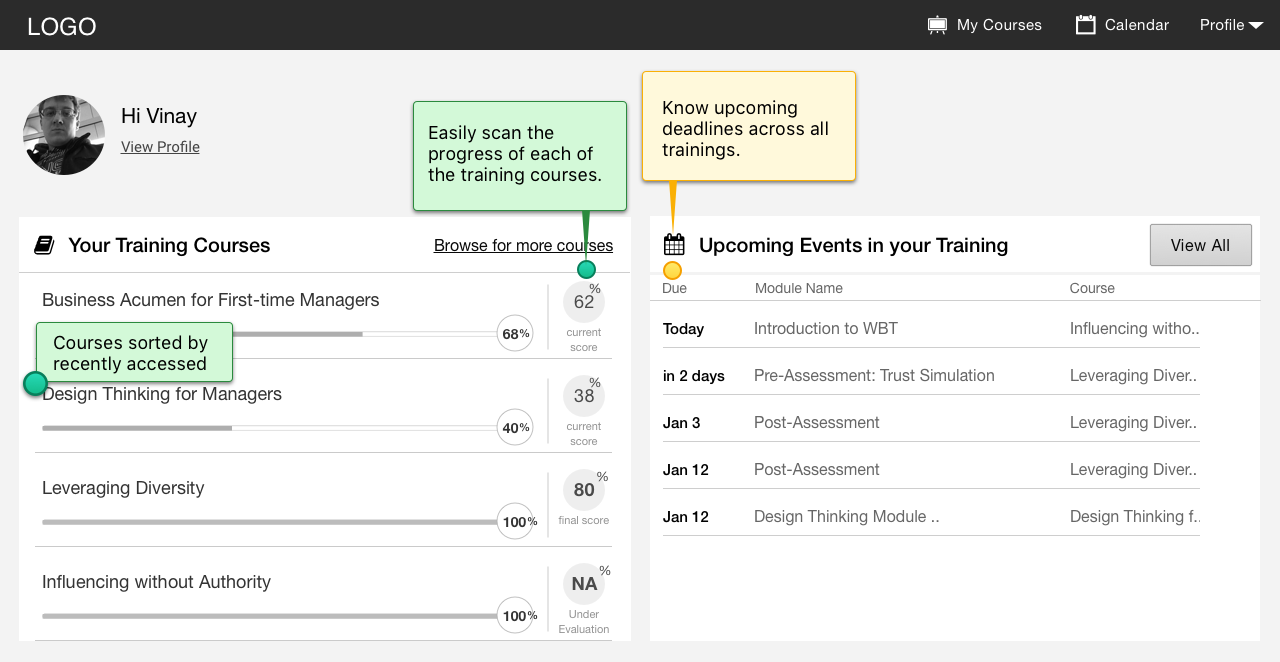 LOGO
My Courses
Calendar
Profile
Hi Vinay
View Profile
Easily scan the
progress of each of
the training courses.
Know upcoming
deadlines across all
trainings.
Your Training Courses
Browse for more courses
Business Acumen for First-time Managers
68%
62%
current
score
Courses sorted by
recently accessed
Design Thinking for Managers
40%
38%
current
score
Leveraging Diversity
100%
80%
final score
Influencing without Authority
100%
NA%
Under
Evaluation
Upcoming Events in your Training
View All
Due Module Name Course
Today Introduction to WBT Influencing witho..
in 2 days Pre-Assessment: Trust Simulation Leveraging Diver..
Jan 3 Post-Assessment Leveraging Diver..
Jan 12 Post-Assessment Leveraging Diver..
Jan 12 Design Thinking Module .. Design Thinking f..